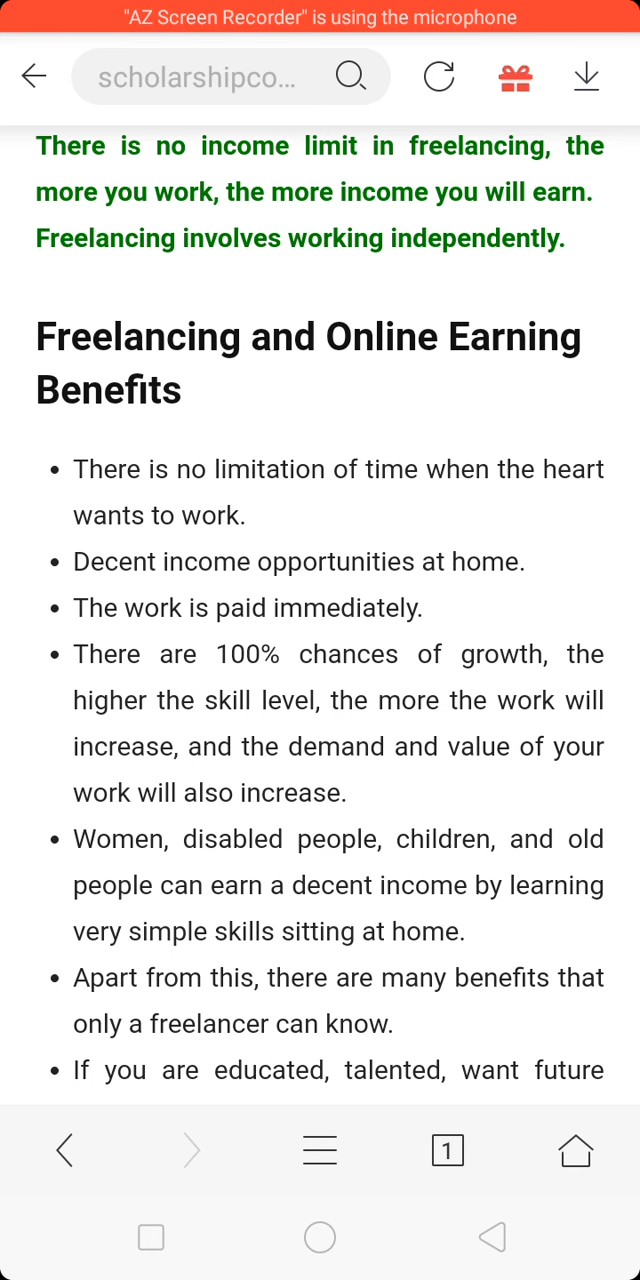 "AZ Screen Recorder" is using the microphone
scholarshipco...
There is no income limit in freelancing, the
more you work, the more income you will earn.
Freelancing involves working independently.
Freelancing and Online Earning
Benefits
• There is no limitation of time when the heart
wants to work.
• Decent income opportunities at home.
• The work is paid immediately.
• There are 100% chances of growth, the
higher the skill level, the more the work will
increase, and the demand and value of your
work will also increase.
• Women, disabled people, children, and old
people can earn a decent income by learning
very simple skills sitting at home.
• Apart from this, there are many benefits that
only a freelancer can know.
• If you are educated, talented, want future
1